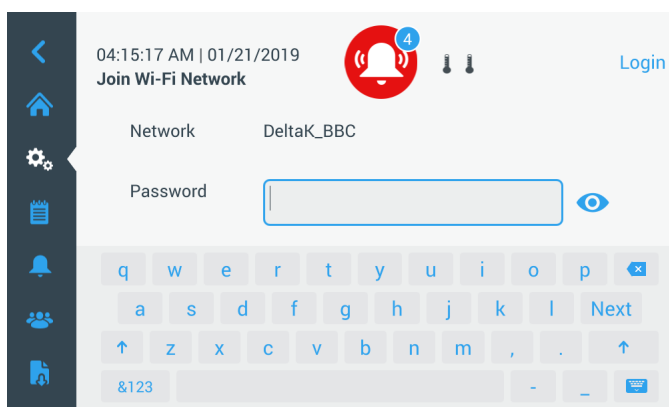 04:15:17 AM | 01/21/2019
Join Wi-Fi Network
4
Login
Network DeltaK_BBC
Password
q w e r t y u i o p
a s d f g h j k l Next
z x c v b n m , .
&123 - _